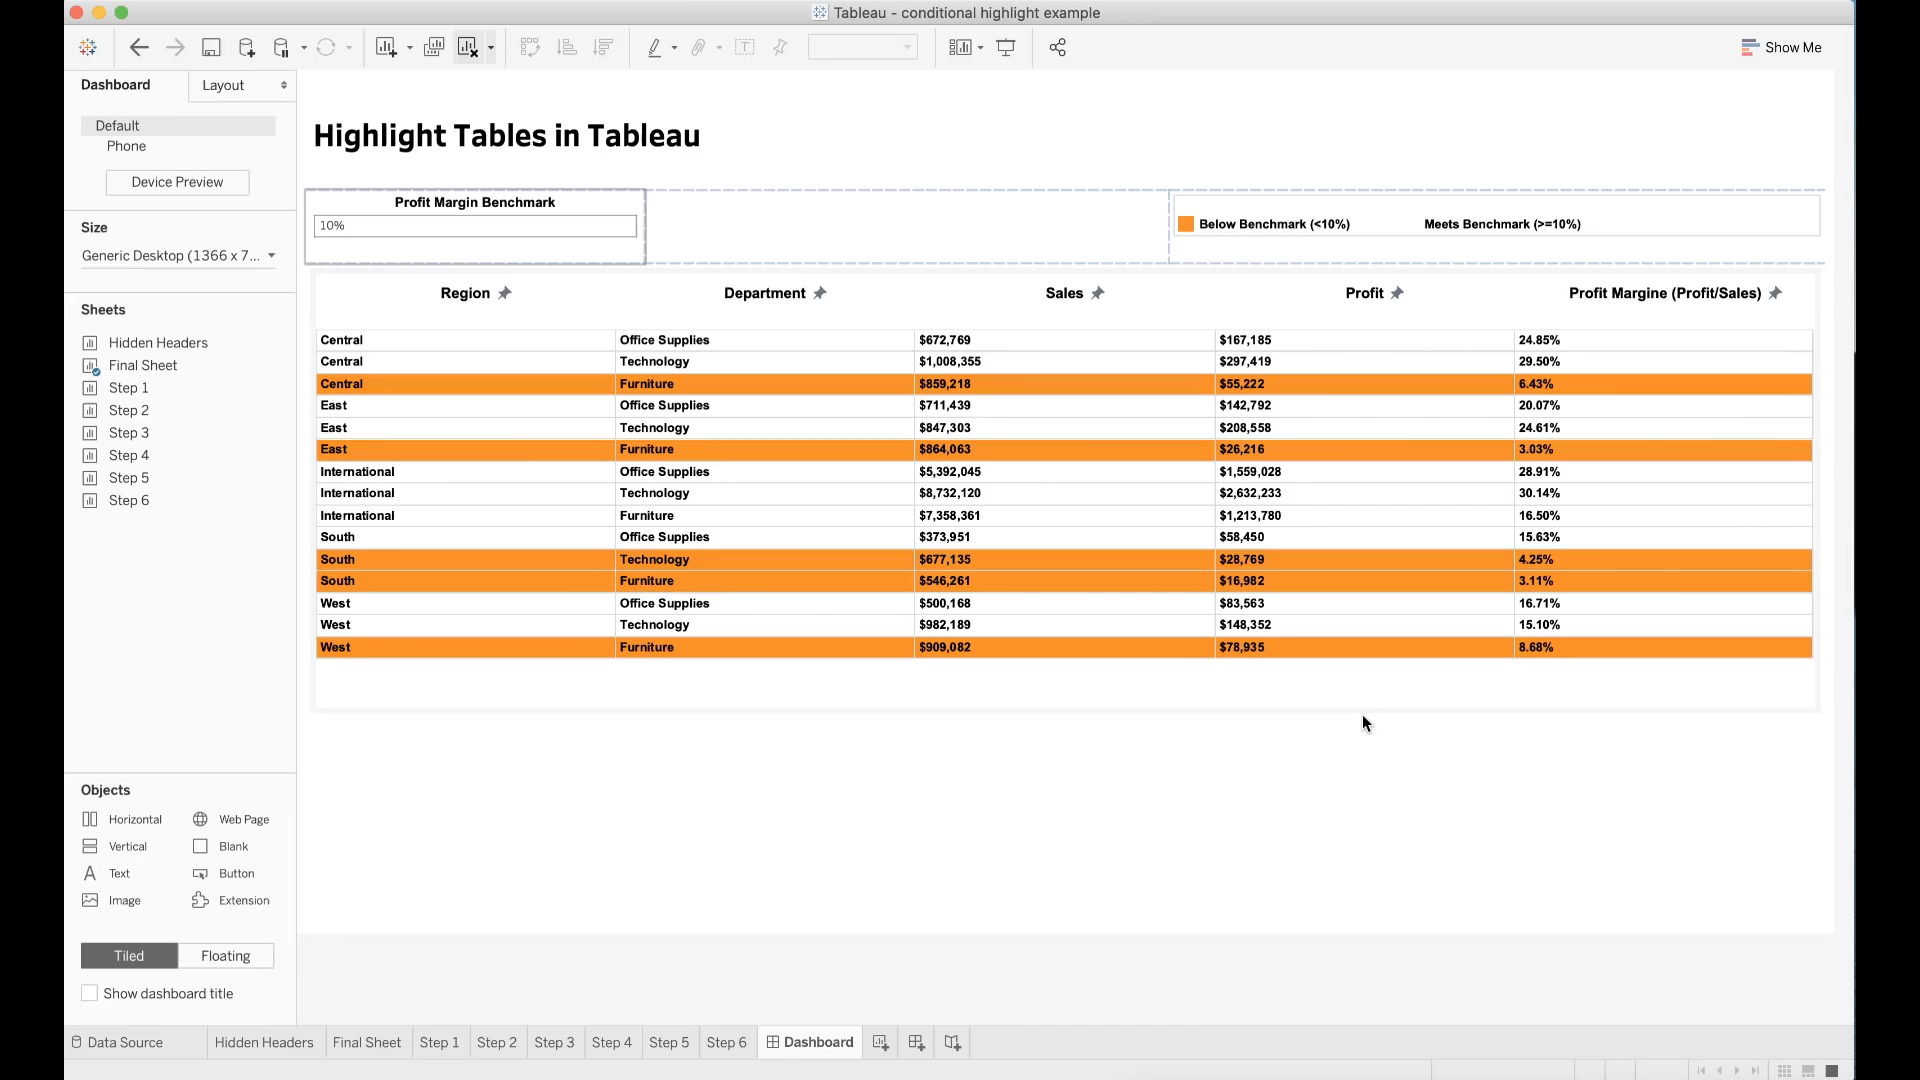 Tableau - conditional highlight example
Show Me
Dashboard
Layout
Default
Phone
Device Preview
Size
Generic Desktop (1366 x 7...
Sheets
Hidden Headers
Final Sheet
Step 1
Step 2
Step 3
Step 4
Step 5
Step 6
Objects
Horizontal Web Page
Vertical Blank
Text Button
Image Extension
Tiled Floating
Show dashboard title
Highlight Tables in Tableau
Profit Margin Benchmark
10%
Below Benchmark (<10%) Meets Benchmark (>=10%)
Region Department Sales Profit Profit Margine (Profit/Sales)
Central Office Supplies $672,769 $167,185 24.85%
Central Technology $1,008,355 $297,419 29.50%
Central Furniture $859,218 $55,222 6.43%
East Office Supplies $711,439 $142,792 20.07%
East Technology $847,303 $208,558 24.61%
East Furniture $864,063 $26,216 3.03%
International Office Supplies $5,392,045 $1,559,028 28.91%
International Technology $8,732,120 $2,632,233 30.14%
International Furniture $7,358,361 $1,213,780 16.50%
South Office Supplies $373,951 $58,450 15.63%
South Technology $677,135 $28,769 4.25%
South Furniture $546,261 $16,982 3.11%
West Office Supplies $500,168 $83,563 16.71%
West Technology $982,189 $148,352 15.10%
West Furniture $909,082 $78,935 8.68%
Data Source Hidden Headers Final Sheet Step 1 Step 2 Step 3 Step 4 Step 5 Step 6 Dashboard